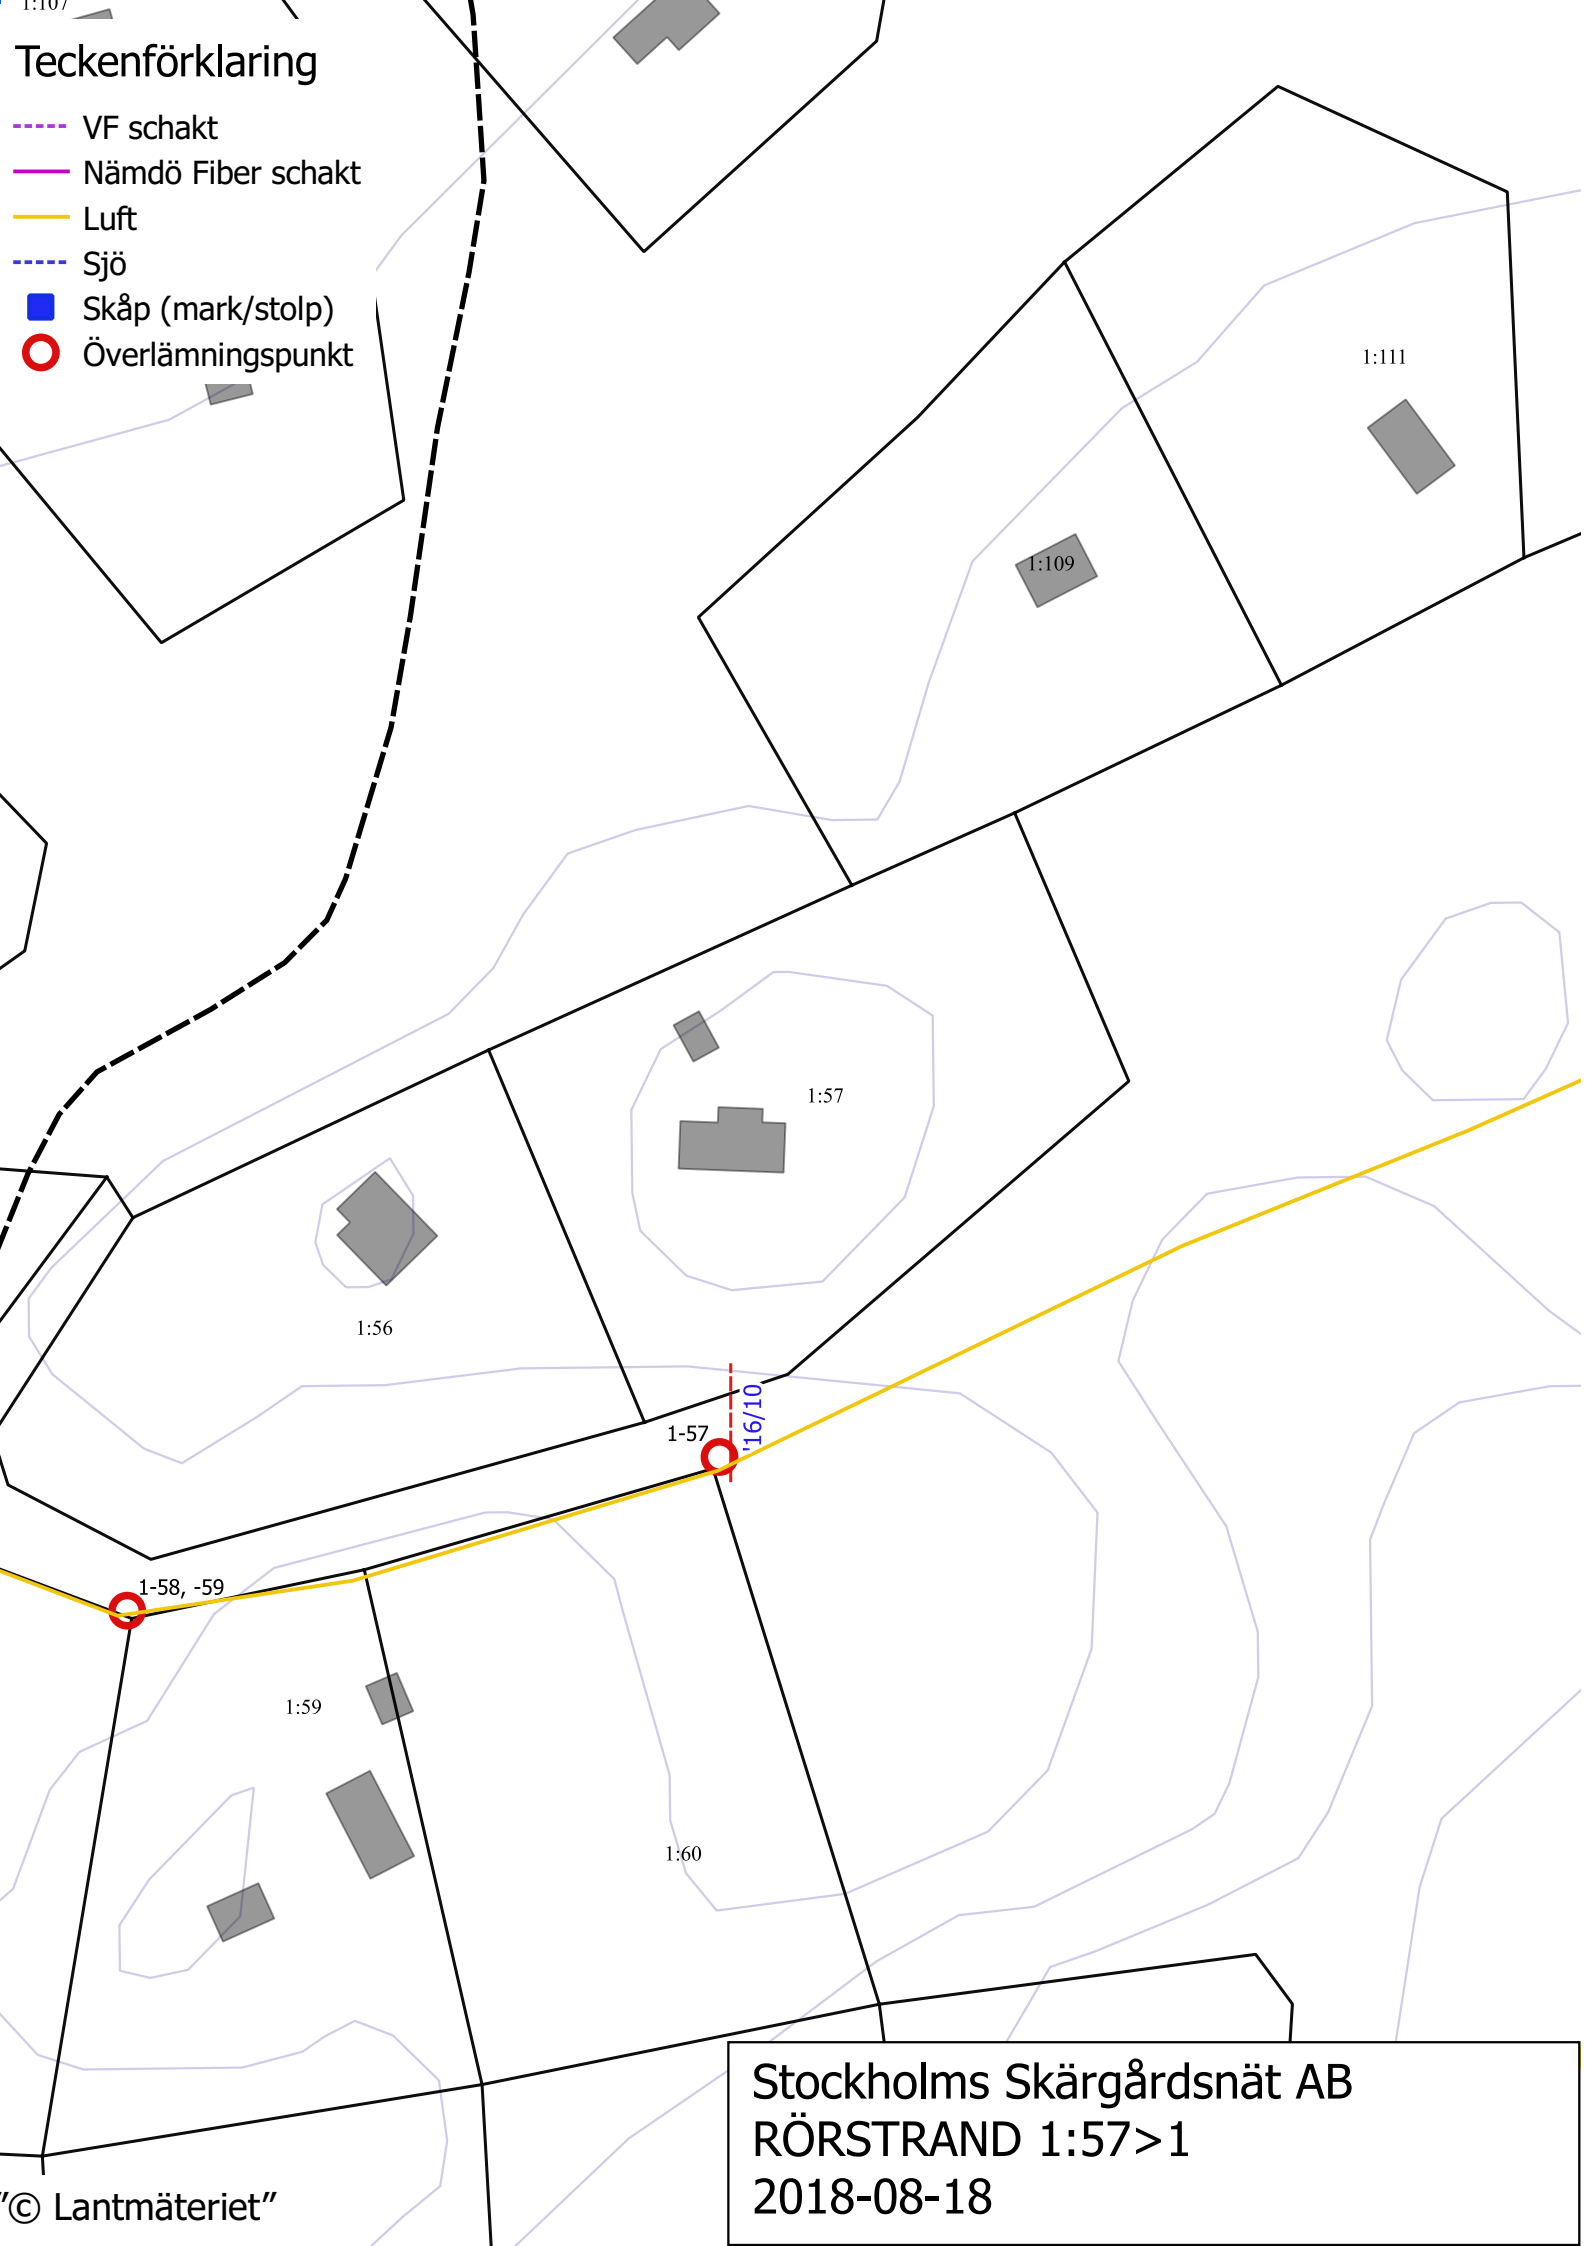 1:107
Teckenförklaring
VF schakt
Nämdö Fiber schakt
Luft
Sjö
Skåp (mark/stolp)
Överlämningspunkt
1:111
1:109
1:57
1:56
'16/10
1-57
1-58, -59
1:59
1:60
Stockholms Skärgårdsnät AB
RÖRSTRAND 1:57>1
2018-08-18
"© Lantmäteriet"